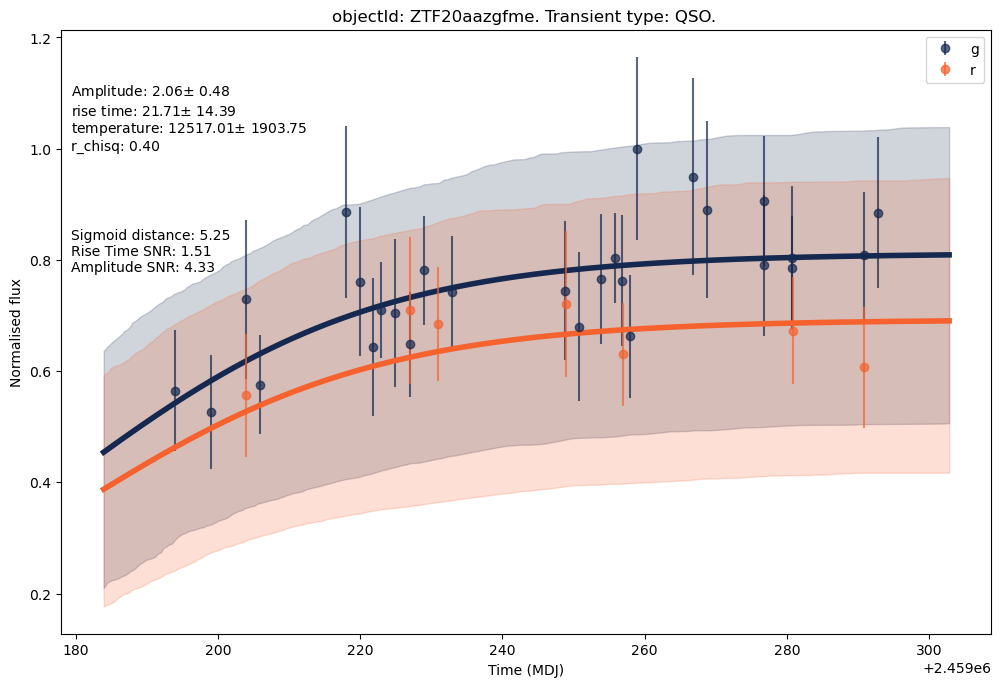 objectId: ZTF20aazgfme. Transient type: QSO.
1.2
1.0
0.8
0.6
0.4
0.2
Normalised flux
Amplitude: 2.06± 0.48
rise time: 21.71± 14.39
temperature: 12517.01± 1903.75
r_chisq: 0.40
Sigmoid distance: 5.25
Rise Time SNR: 1.51
Amplitude SNR: 4.33
g
r
180 200 220 240 260 280 300
Time (MDJ)
+2.459e6